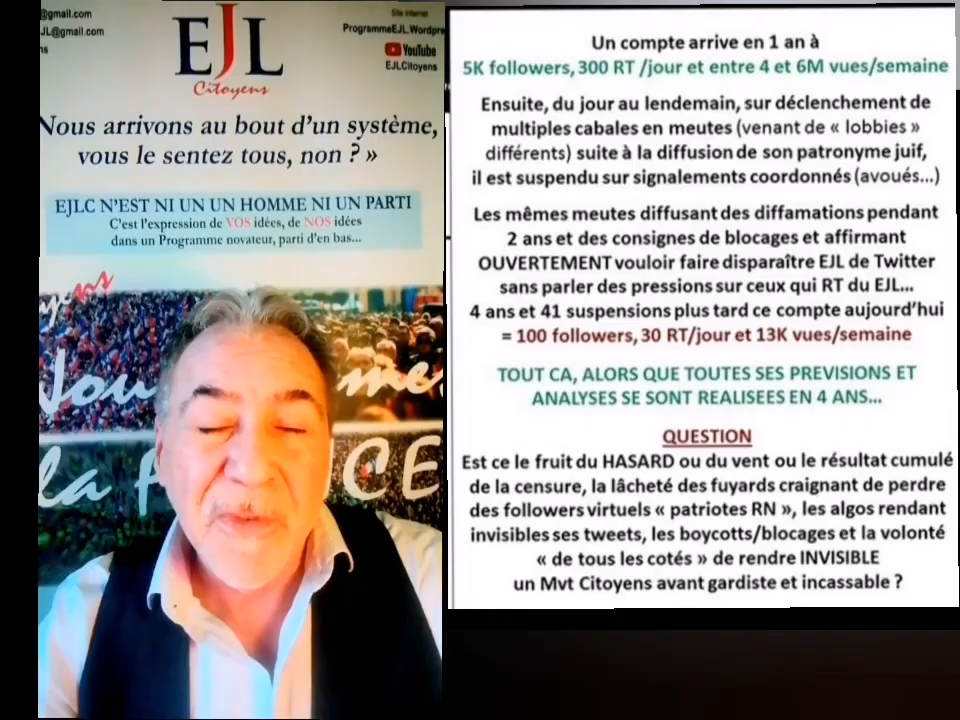 @gmail.com
JL@gmail.com
EJL
Citoyens
Site internet
ProgrammeEJL.Wordpre
YouTube
EJLCitoyens
Nous arrivons au bout d'un système,
vous le sentez tous, non ? »
EJLC N'EST NI UN UN HOMME NI UN PARTI
C'est l'expression de VOS idées, de NOS idées
dans un Programme novateur, parti d'en bas...
Nou
me
la
CE
Un compte arrive en 1 an à
5K followers, 300 RT /jour et entre 4 et 6M vues/semaine
Ensuite, du jour au lendemain, sur déclenchement de
multiples cabales en meutes (venant de « lobbies »
différents) suite à la diffusion de son patronyme juif,
il est suspendu sur signalements coordonnés (avoués...)
Les mêmes meutes diffusant des diffamations pendant
2 ans et des consignes de blocages et affirmant
OUVERTEMENT vouloir faire disparaître EJL de Twitter
sans parler des pressions sur ceux qui RT du EJL...
4 ans et 41 suspensions plus tard ce compte aujourd'hui
= 100 followers, 30 RT/jour et 13K vues/semaine
TOUT CA, ALORS QUE TOUTES SES PREVISIONS ET
ANALYSES SE SONT REALISEES EN 4 ANS...
QUESTION
Est ce le fruit du HASARD ou du vent ou le résultat cumulé
de la censure, la lâcheté des fuyards craignant de perdre
des followers virtuels « patriotes RN », les algos rendant
invisibles ses tweets, les boycotts/blocages et la volonté
« de tous les cotés » de rendre INVISIBLE
un Mvt Citoyens avant gardiste et incassable ?